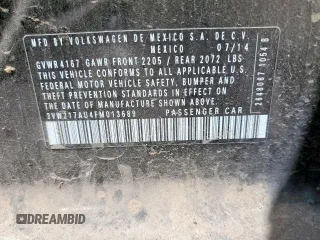 MFD BY VOLKSWAGEN DE MEXICO S.A. DE C.V.
MEXICO 07/14
GVWR 4167 GAWR FRONT 2205 / REAR 2072 LBS
THIS VEHICLE CONFORMS TO ALL APPLICABLE U.S.
FEDERAL MOTOR VEHICLE SAFETY, BUMPER AND
THEFT PREVENTION STANDARDS IN EFFECT
ON THE DATE OF MANUFACTURE SHOWN ABOVE
3VW217AU4FM013689 PASSENGER CAR
2448067 1054 B
DREAMBID